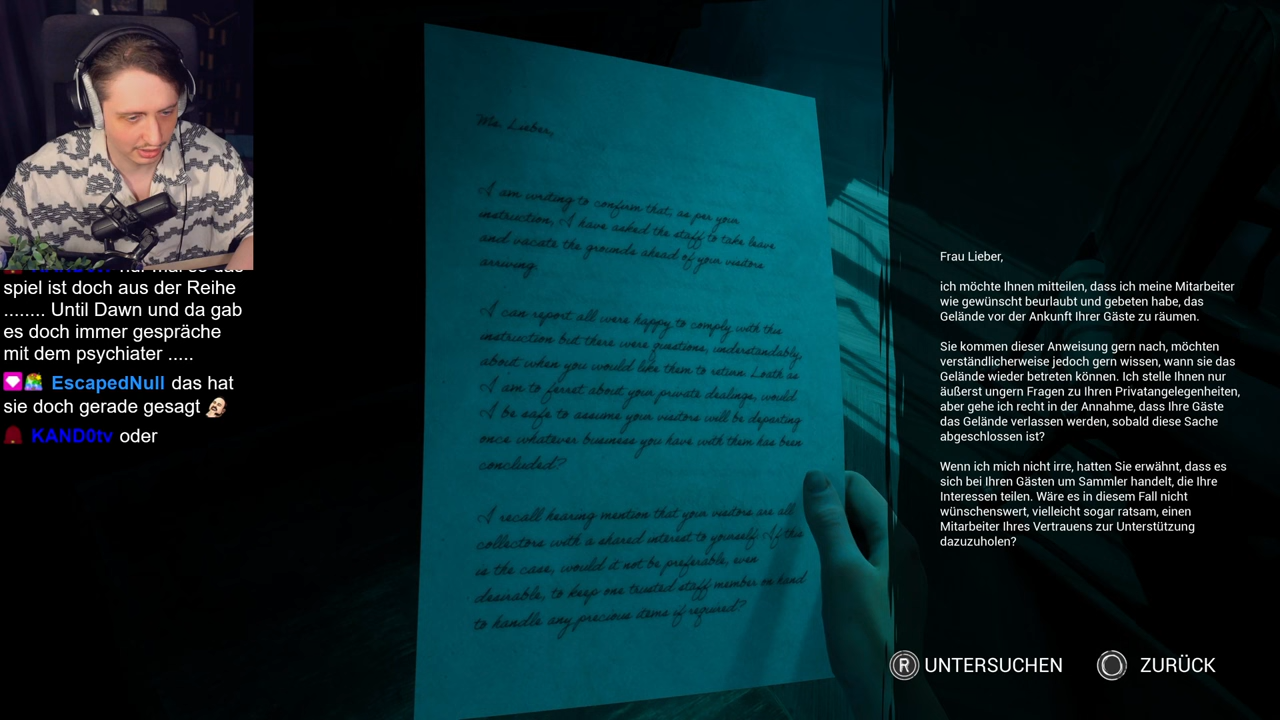 spiel ist doch aus der Reihe
........ Until Dawn und da gab
es doch immer gespräche
mit dem psychiater .....
EscapedNull das hat
sie doch gerade gesagt
KAND0tv oder
Ms. Lieber,
I am writing to confirm that, as per your
instruction, I have asked the staff to take leave
and vacate the grounds ahead of your visitors
arriving.
I can report all were happy to comply with this
instruction but there were questions, understandably,
about when you would like them to return. Loath as
I am to ferret about your private dealings, would
I be safe to assume your visitors will be departing
once whatever business you have with them has been
concluded?
I recall hearing mention that your visitors are all
collectors with a shared interest to yourself. If this
is the case, would it not be preferable, even
desirable, to keep one trusted staff member on hand
to handle any precious items if required?
Frau Lieber,
ich möchte Ihnen mitteilen, dass ich meine Mitarbeiter
wie gewünscht beurlaubt und gebeten habe, das
Gelände vor der Ankunft Ihrer Gäste zu räumen.
Sie kommen dieser Anweisung gern nach, möchten
verständlicherweise jedoch gern wissen, wann sie das
Gelände wieder betreten können. Ich stelle Ihnen nur
äußerst ungern Fragen zu Ihren Privatangelegenheiten,
aber gehe ich recht in der Annahme, dass Ihre Gäste
das Gelände verlassen werden, sobald diese Sache
abgeschlossen ist?
Wenn ich mich nicht irre, hatten Sie erwähnt, dass es
sich bei Ihren Gästen um Sammler handelt, die Ihre
Interessen teilen. Wäre es in diesem Fall nicht
wünschenswert, vielleicht sogar ratsam, einen
Mitarbeiter Ihres Vertrauens zur Unterstützung
dazuzuholen?
R UNTERSUCHEN
ZURÜCK